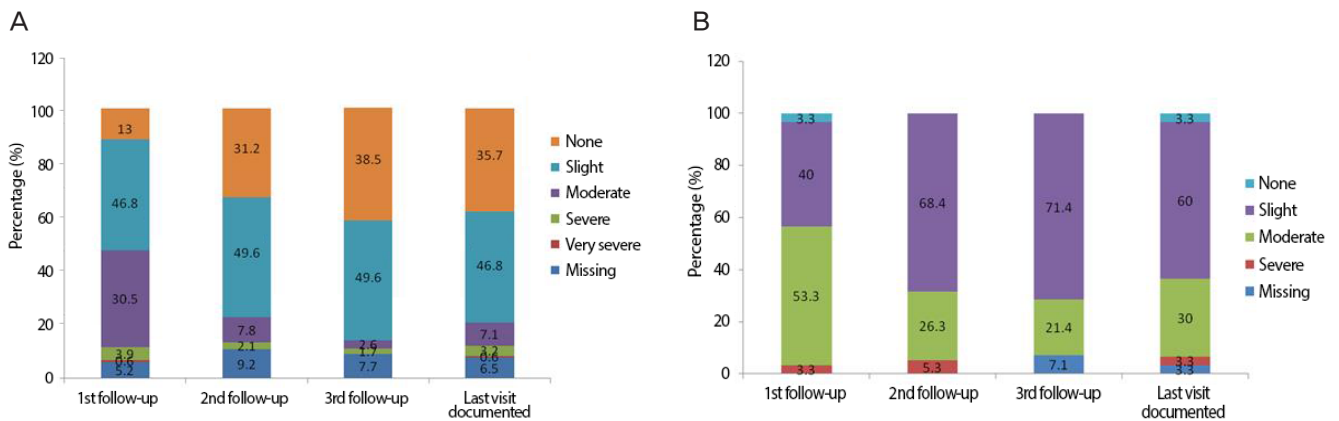 A
Percentage (%)
120
100
80
60
40
20
0
13
46.8
30.5
3.9
0.6
5.2
31.2
49.6
7.8
2.1
9.2
38.5
49.6
2.6
1.7
7.7
35.7
46.8
7.1
3.2
0.6
6.5
1st follow-up
2nd follow-up
3rd follow-up
Last visit
documented
None
Slight
Moderate
Severe
Very severe
Missing
B
Percentage (%)
120
100
80
60
40
20
0
3.3
40
53.3
3.3
68.4
26.3
5.3
71.4
21.4
7.1
3.3
60
30
3.3
3.3
1st follow-up
2nd follow-up
3rd follow-up
Last visit
documented
None
Slight
Moderate
Severe
Missing